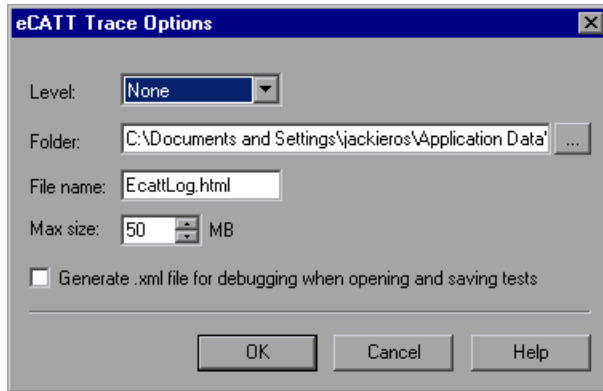 eCATT Trace Options
Level: None
Folder: C:\Documents and Settings\jackieros\Application Data' ...
File name: EcattLog.html
Max size: 50 MB
Generate .xml file for debugging when opening and saving tests
OK Cancel Help